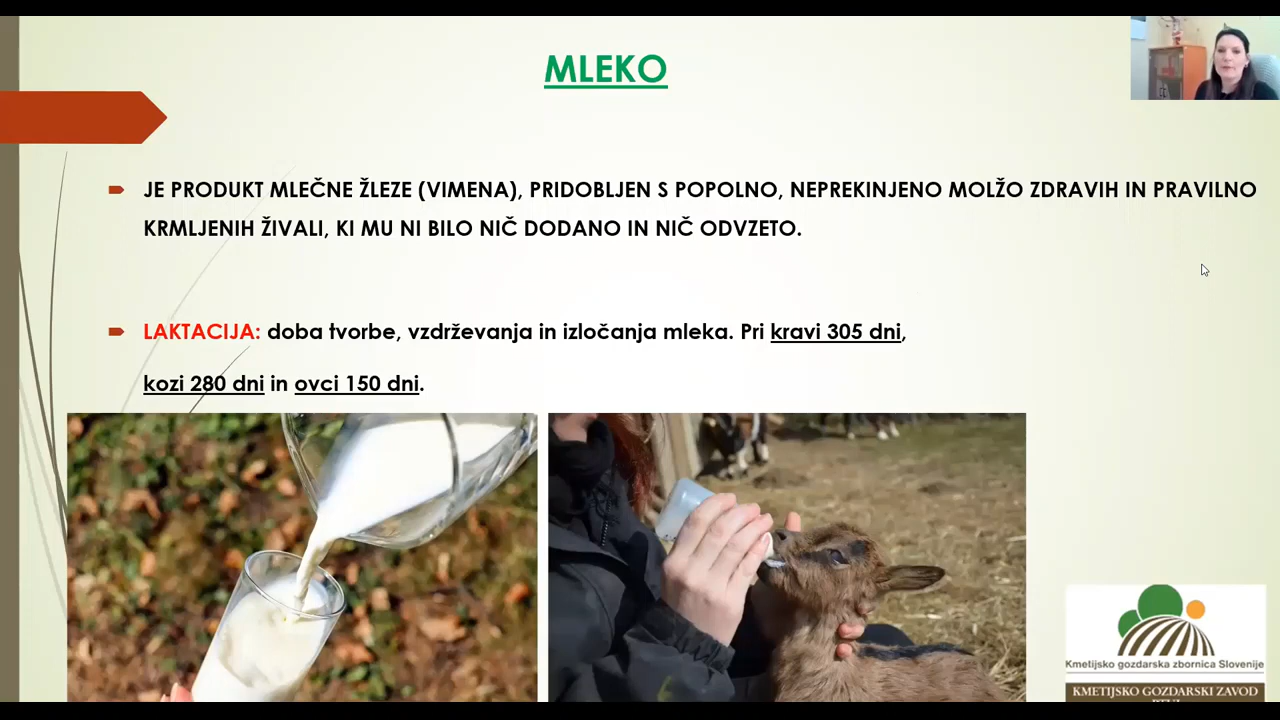 MLEKO
JE PRODUKT MLEČNE ŽLEZE (VIMENA), PRIDOBLJEN S POPOLNO, NEPREKINJENO MOLŽO ZDRAVIH IN PRAVILNO
KRMLJENIH ŽIVALI, KI MU NI BILO NIČ DODANO IN NIČ ODVZETO.
LAKTACIJA: doba tvorbe, vzdrževanja in izločanja mleka. Pri kravi 305 dni,
kozi 280 dni in ovci 150 dni.
Kmetijsko gozdarska zbornica Slovenije
KMETIJSKO GOZDARSKI ZAVOD